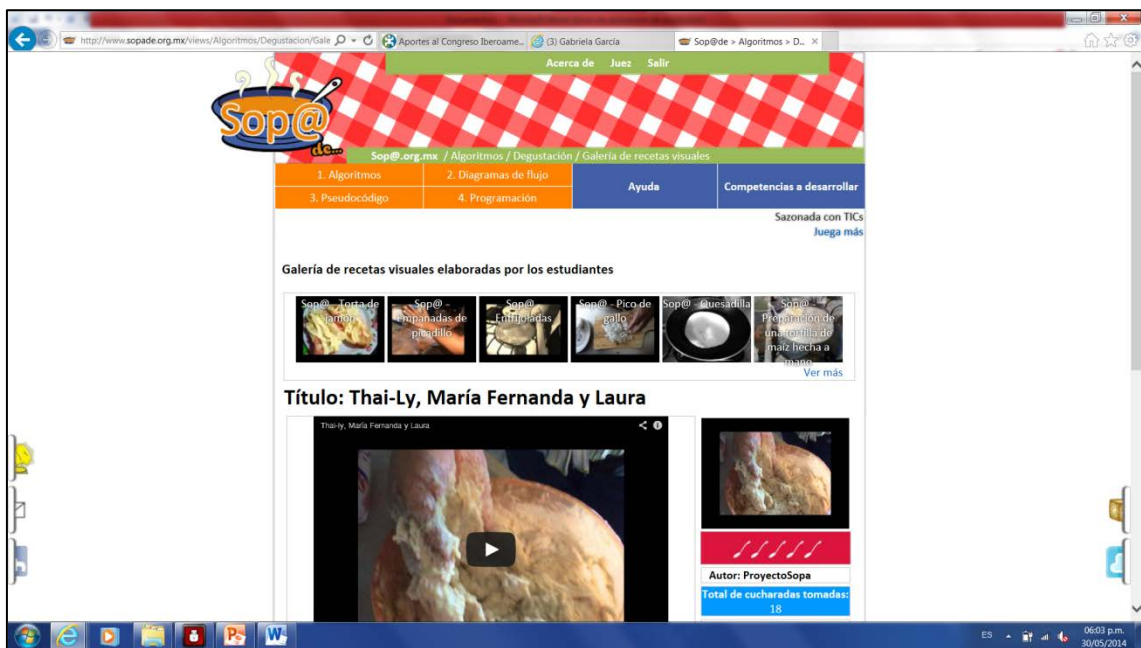 http://www.sopade.org.mx/views/Algoritmos/Degustacion/Gale
Aportes al Congreso Iberoame...
(3) Gabriela García
Sop@de > Algoritmos > D...
Acerca de Juez Salir
Sop@
de...
Sop@.org.mx / Algoritmos / Degustación / Galería de recetas visuales
1. Algoritmos
2. Diagramas de flujo
3. Pseudocódigo
4. Programación
Ayuda
Competencias a desarrollar
Sazonada con TICs
Juega más
Galería de recetas visuales elaboradas por los estudiantes
Sop@ - Torta de
jamón
Sop@ -
Empanadas de
picadillo
Sop@
Enfrijoladas
Sop@ - Pico de
gallo
Sop@ - Quesadilla
Sop@
Preparación de
una tortilla de
maíz hecha a
mano
Ver más
Título: Thai-Ly, María Fernanda y Laura
Thai-ly, María Fernanda y Laura
Autor: ProyectoSopa
Total de cucharadas tomadas:
18
ES
06:03 p.m.
30/05/2014